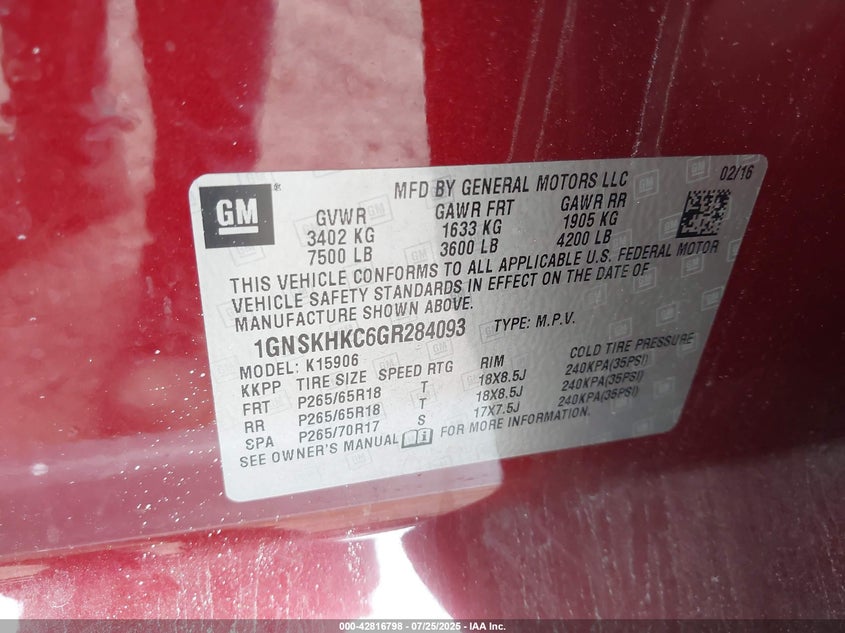 GM
MFD BY GENERAL MOTORS LLC
02/16
GVWR GAWR FRT GAWR RR
3402 KG 1633 KG 1905 KG
7500 LB 3600 LB 4200 LB
THIS VEHICLE CONFORMS TO ALL APPLICABLE U.S. FEDERAL MOTOR
VEHICLE SAFETY STANDARDS IN EFFECT ON THE DATE OF
MANUFACTURE SHOWN ABOVE.
1GNSKHKC6GR284093 TYPE: M.P.V.
MODEL: K15906
KKPP TIRE SIZE SPEED RTG RIM COLD TIRE PRESSURE
FRT P265/65R18 T 18X8.5J 240KPA(35PSI)
RR P265/65R18 T 18X8.5J 240KPA(35PSI)
SPA P265/70R17 S 17X7.5J 240KPA(35PSI)
SEE OWNER'S MANUAL FOR MORE INFORMATION.
000-42816798 - 07/25/2025 - IAA Inc.